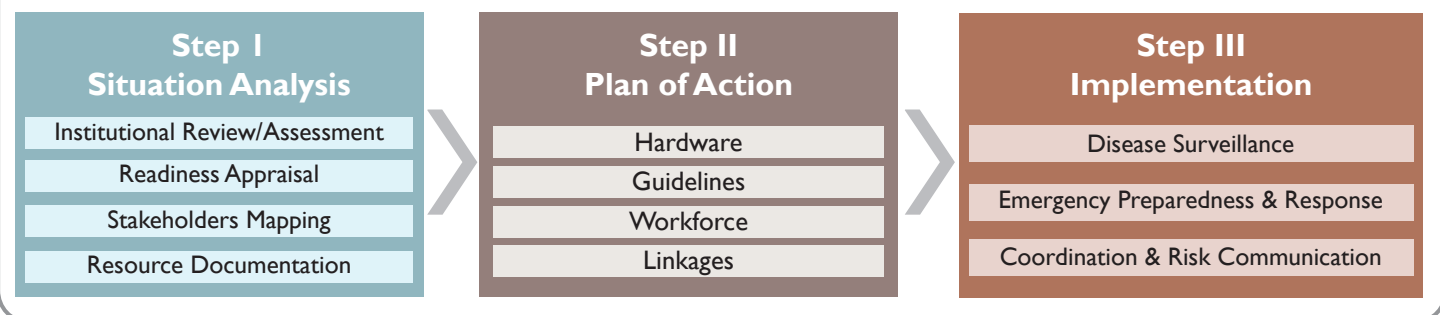 Step I
Situation Analysis
Institutional Review/Assessment
Readiness Appraisal
Stakeholders Mapping
Resource Documentation
Step II
Plan of Action
Hardware
Guidelines
Workforce
Linkages
Step III
Implementation
Disease Surveillance
Emergency Preparedness & Response
Coordination & Risk Communication